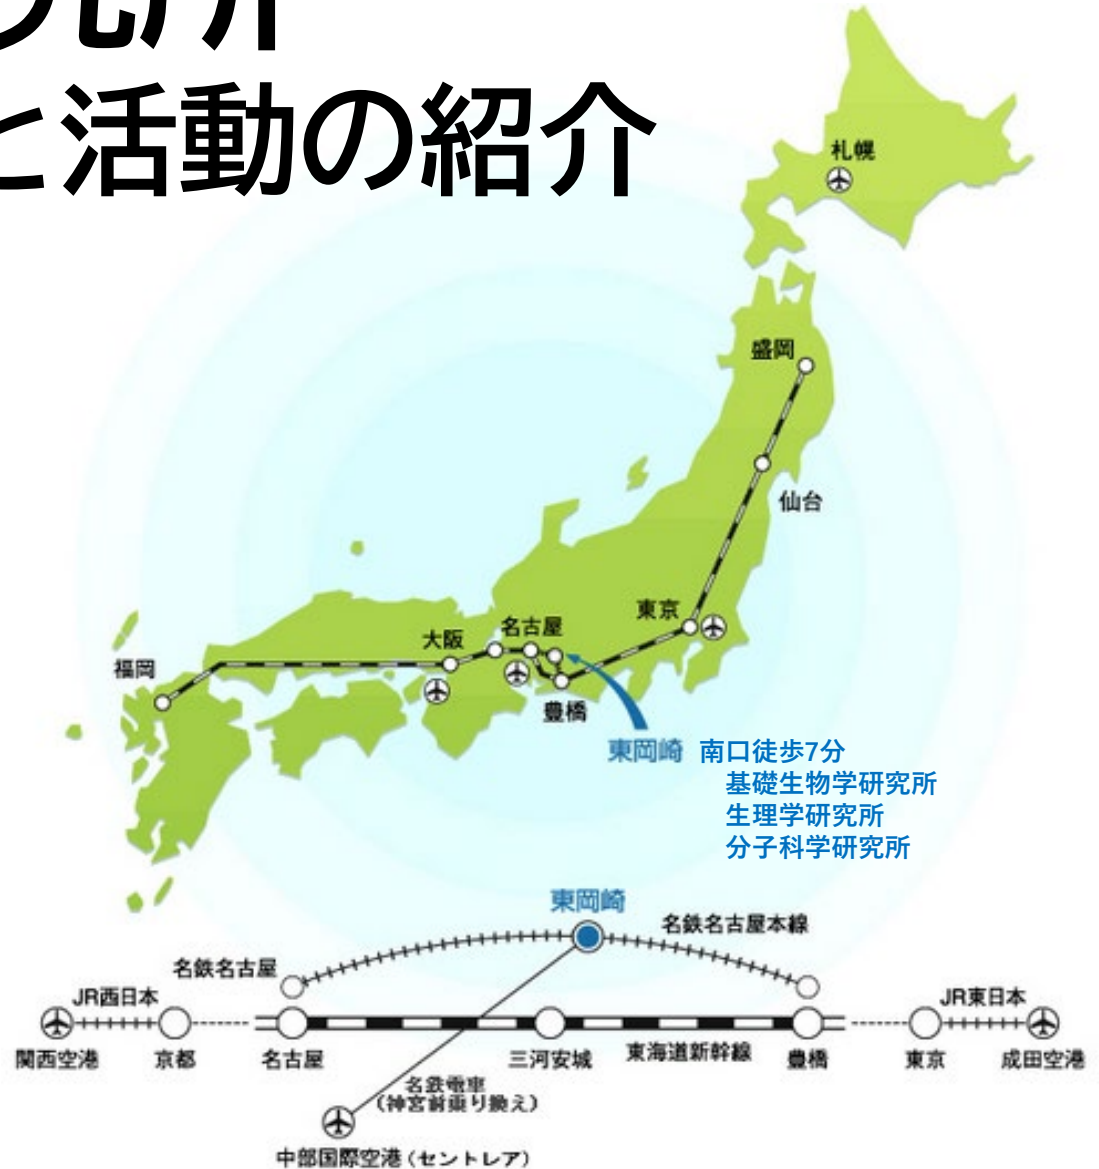 究所
と活動の紹介
札幌
盛岡
仙台
東京
名古屋
大阪
福岡
豊橋
東岡崎 南口徒歩7分
基礎生物学研究所
生理学研究所
分子科学研究所
東岡崎
名鉄名古屋本線
名鉄名古屋
JR西日本
JR東日本
関西空港
京都
名古屋
三河安城
東海道新幹線
豊橋
東京
成田空港
名鉄電車
(神宮前乗り換え)
中部国際空港(セントレア)